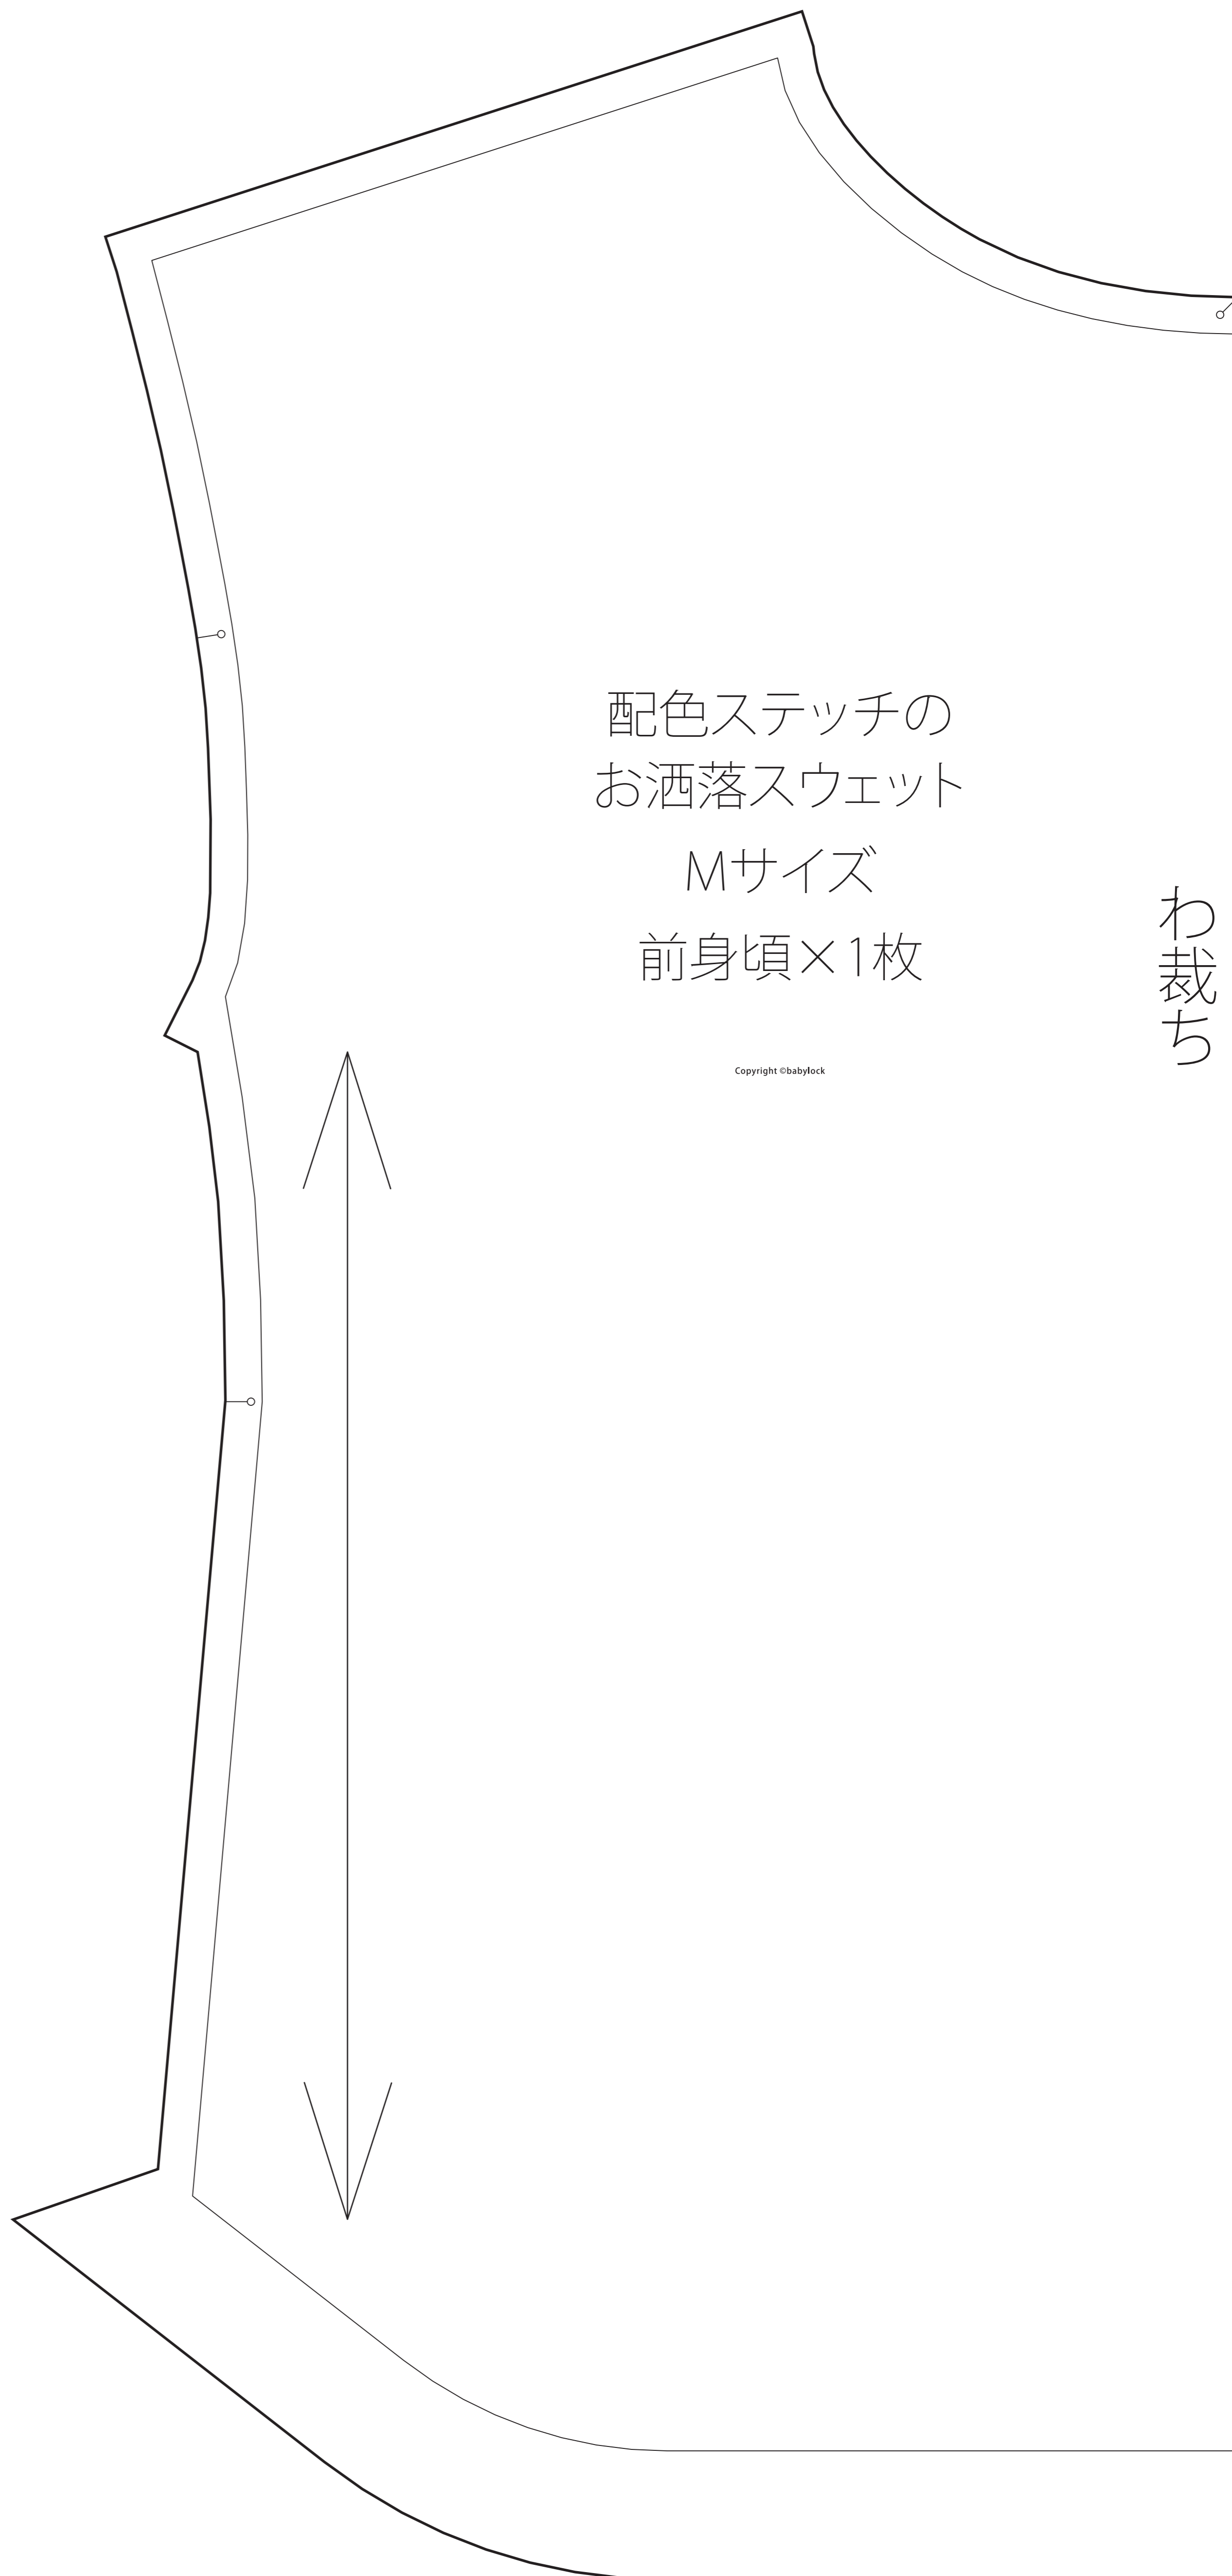 配色ステッチの
お洒落スウェット
Mサイズ
前身頃×1枚
わ裁ち
Copyright ©babylock